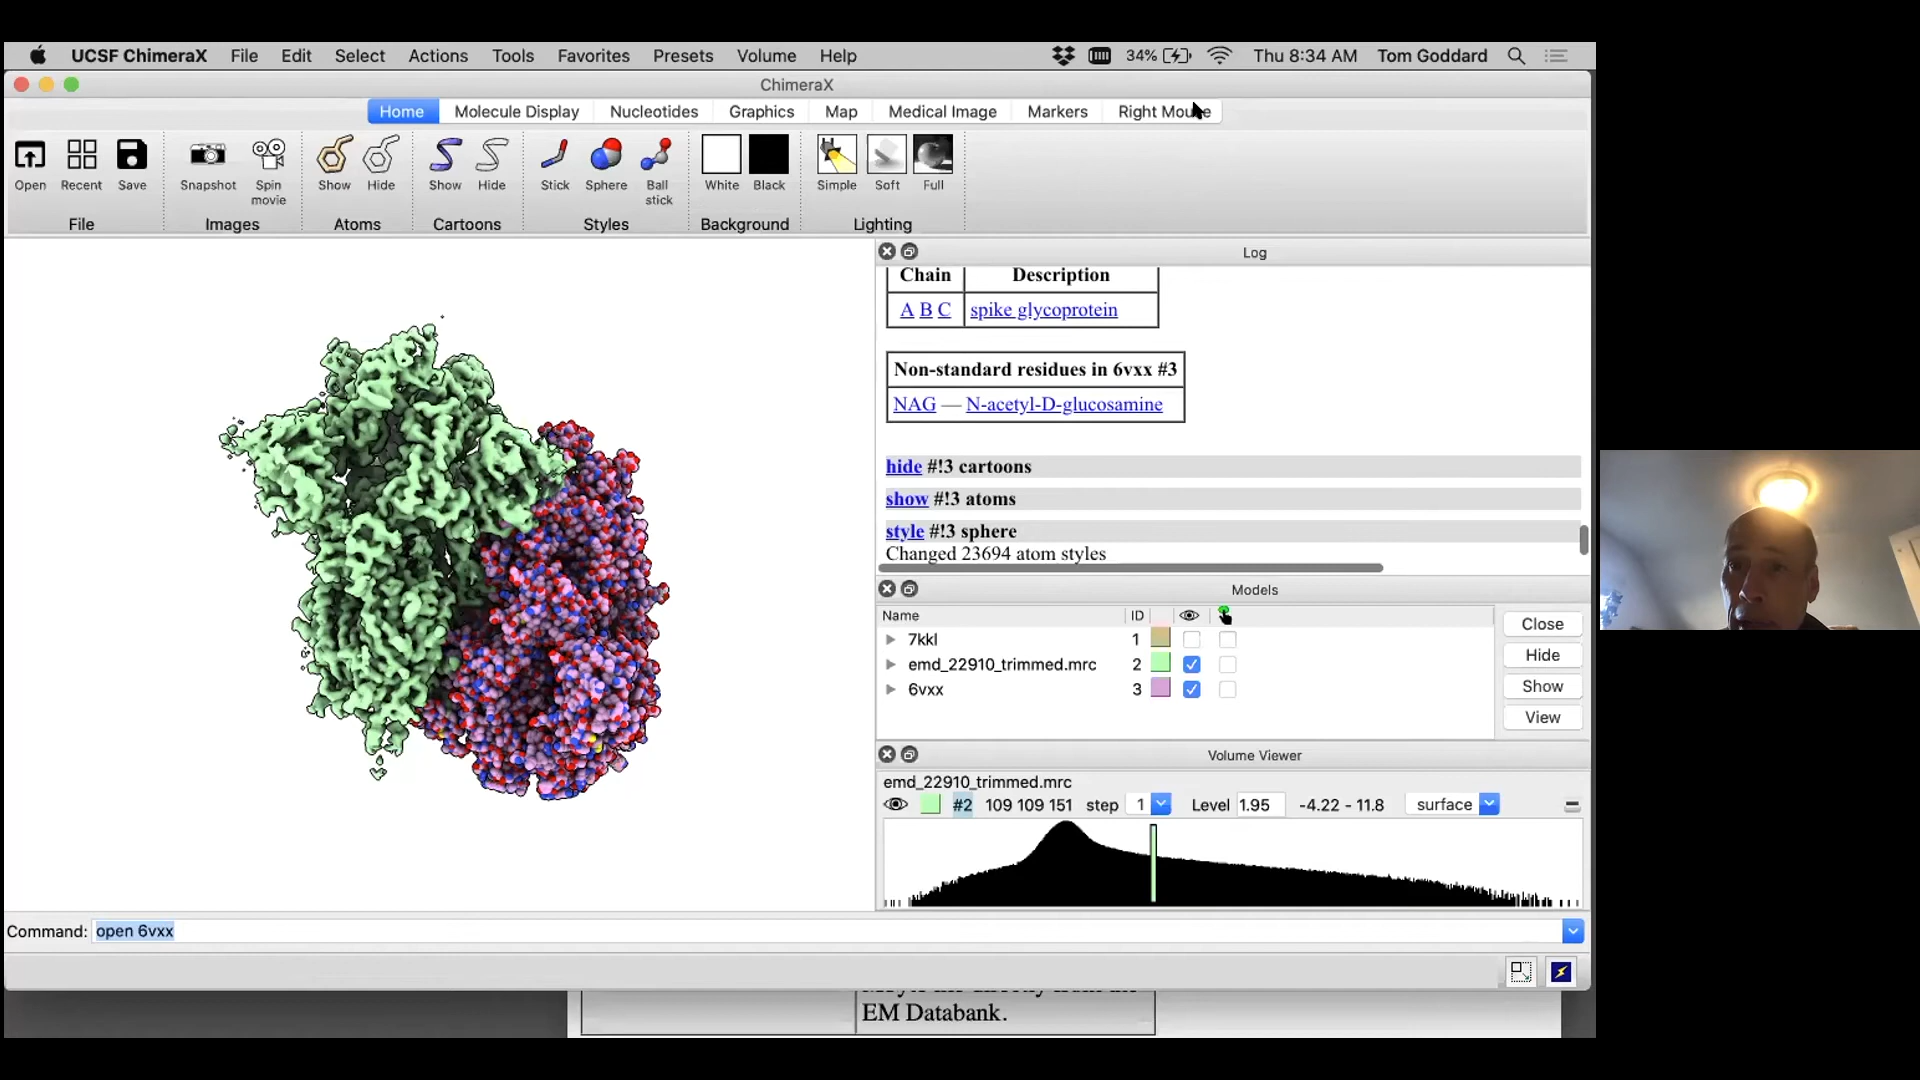 UCSF ChimeraX File Edit Select Actions Tools Favorites Presets Volume Help 34% Thu 8:34 AM Tom Goddard
ChimeraX
Home Molecule Display Nucleotides Graphics Map Medical Image Markers Right Mouse
Open Recent Save Snapshot Spin movie Show Hide Show Hide Stick Sphere Ball stick White Black Simple Soft Full
File Images Atoms Cartoons Styles Background Lighting
Log
Chain Description
A B C spike glycoprotein
Non-standard residues in 6vxx #3
NAG — N-acetyl-D-glucosamine
hide #!3 cartoons
show #!3 atoms
style #!3 sphere
Changed 23694 atom styles
Models
Name ID
7kkl 1
emd_22910_trimmed.mrc 2
6vxx 3
Close
Hide
Show
View
Volume Viewer
emd_22910_trimmed.mrc
#2 109 109 151 step 1 Level 1.95 -4.22 - 11.8 surface
Command: open 6vxx
EM Databank.